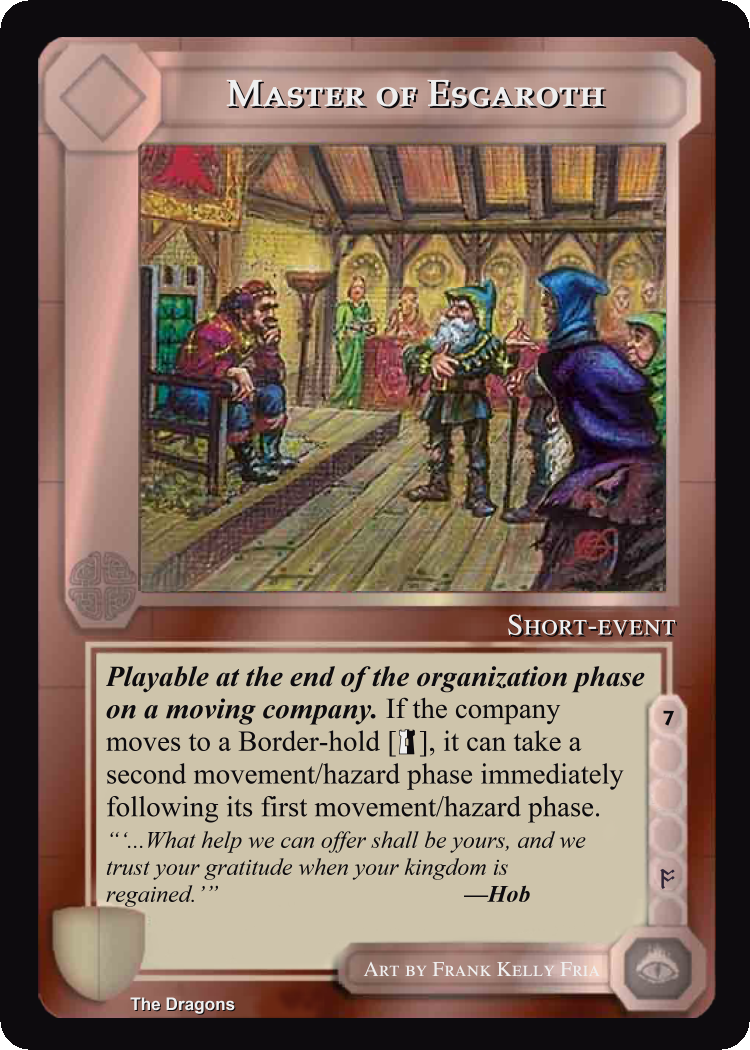 Master of Esgaroth
Short-event
Playable at the end of the organization phase
on a moving company. If the company
moves to a Border-hold [ ], it can take a
second movement/hazard phase immediately
following its first movement/hazard phase.
“‘...What help we can offer shall be yours, and we
trust your gratitude when your kingdom is
regained.’” —Hob
7
ᚩ
Art by Frank Kelly Fria
The Dragons